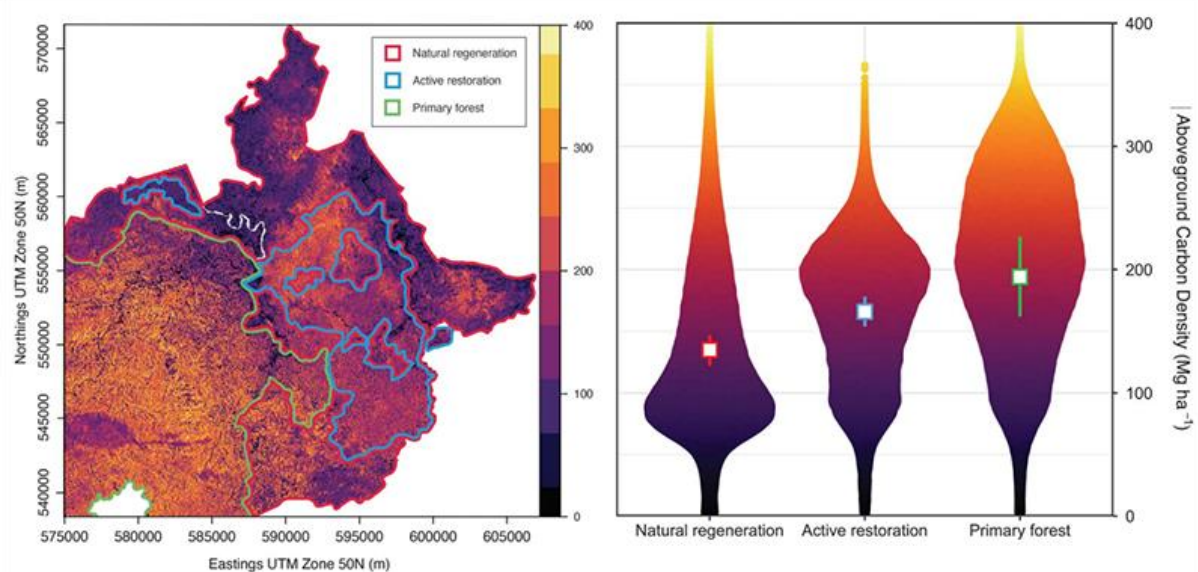 400
570000
Natural regeneration
Active restoration
Primary forest
565000
300
560000
555000
200
550000
100
545000
540000
0
575000 580000 585000 590000 595000 600000 605000
Northings UTM Zone 50N (m)
Eastings UTM Zone 50N (m)
400
300
200
100
0
Aboveground Carbon Density (Mg ha⁻¹)
Natural regeneration Active restoration Primary forest